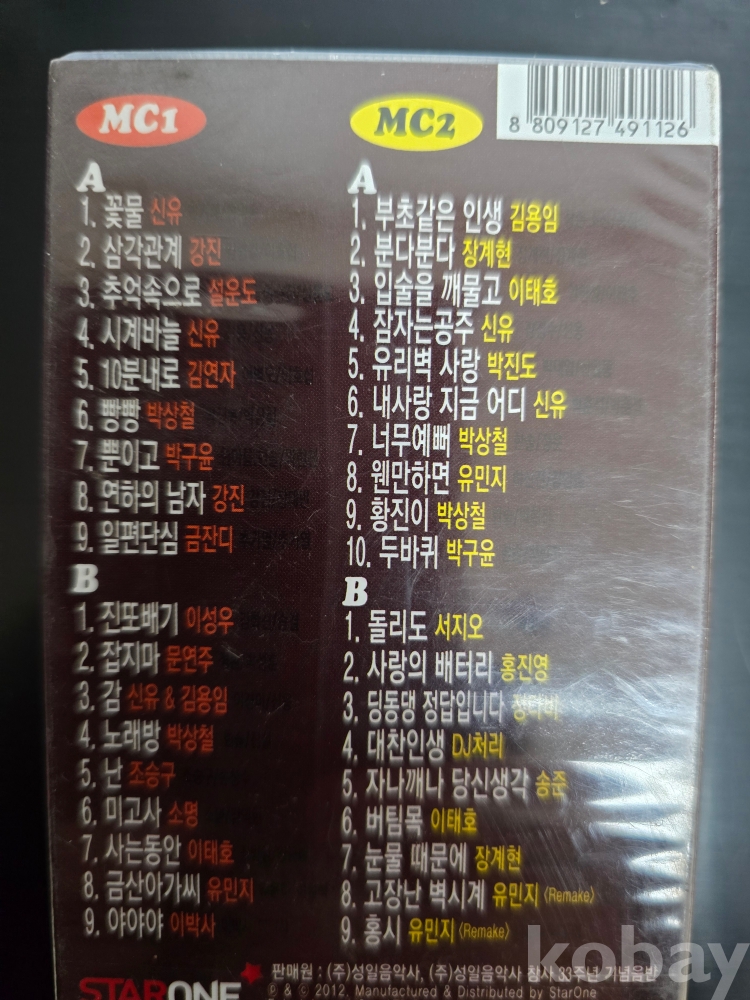 8 809127 491126
MC1
A
1. 꽃물 신유
2. 삼각관계 강진
3. 추억속으로 설운도
4. 시계바늘 신유
5. 10분내로 김연자
6. 빵빵 박상철
7. 뿐이고 박구윤
8. 연하의 남자 강진
9. 일편단심 금잔디
B
1. 진또배기 이성우
2. 잡지마 문연주
3. 감 신유 & 김용임
4. 노래방 박상철
5. 난 조승구
6. 미고사 소명
7. 사는동안 이태호
8. 금산아가씨 유민지
9. 야야야 이박사
MC2
A
1. 부초같은 인생 김용임
2. 분다분다 장계현
3. 입술을 깨물고 이태호
4. 잠자는공주 신유
5. 유리벽 사랑 박진도
6. 내사랑 지금 어디 신유
7. 너무예뻐 박상철
8. 웬만하면 유민지
9. 황진이 박상철
10. 두바퀴 박구윤
B
1. 돌리도 서지오
2. 사랑의 배터리 홍진영
3. 딩동댕 정답입니다
4. 대찬인생 DJ처리
5. 자나깨나 당신생각 송준
6. 버팀목 이태호
7. 눈물 때문에 장계현
8. 고장난 벽시계 유민지 (Remake)
9. 홍시 유민지 (Remake)
STARONE
판매원 : (주)성일음악사, (주)성일음악사 창사 33주년 기념음반
℗ & © 2012. Manufactured & Distributed by StarOne
kobay